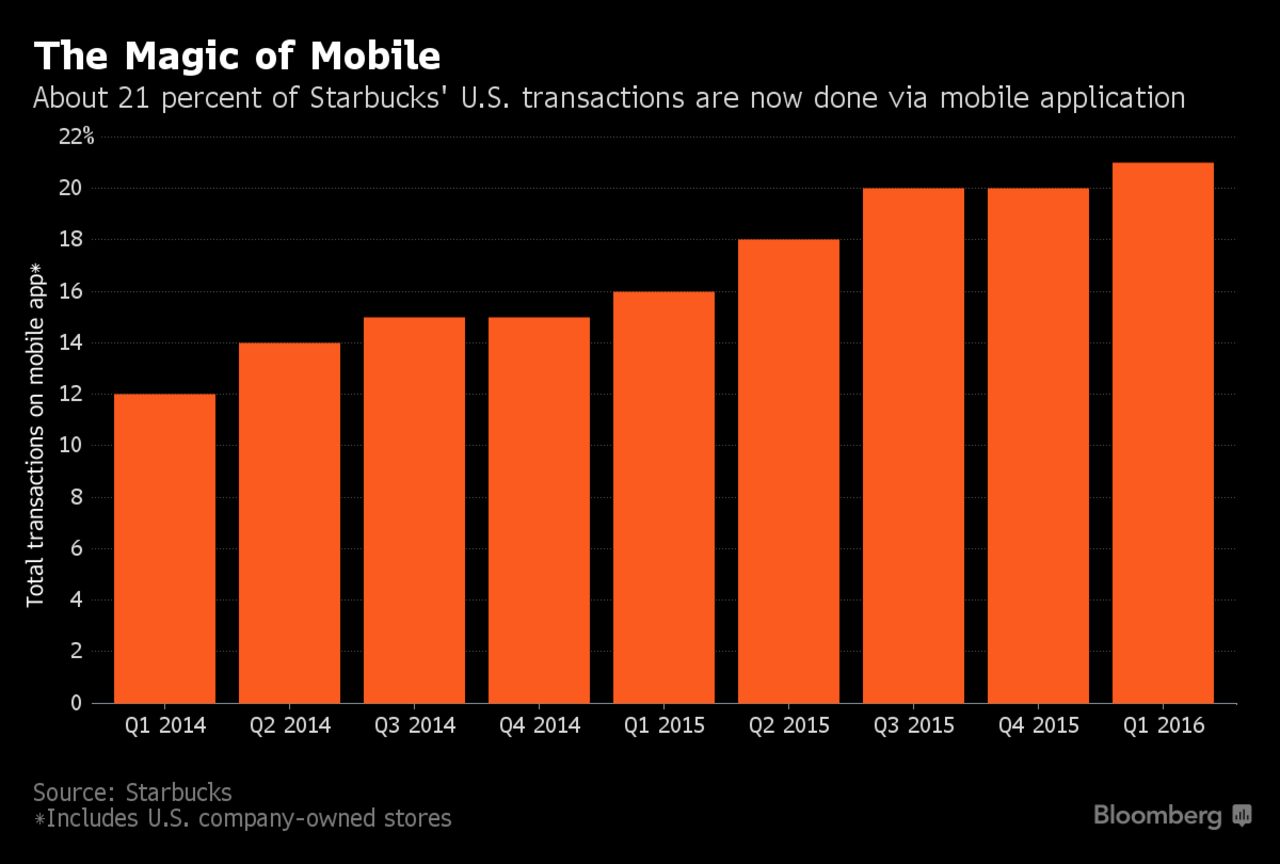 The Magic of Mobile
About 21 percent of Starbucks' U.S. transactions are now done via mobile application
Total transactions on mobile app*
22%
20
18
16
14
12
10
8
6
4
2
0
Q1 2014 Q2 2014 Q3 2014 Q4 2014 Q1 2015 Q2 2015 Q3 2015 Q4 2015 Q1 2016
Source: Starbucks
*Includes U.S. company-owned stores
Bloomberg